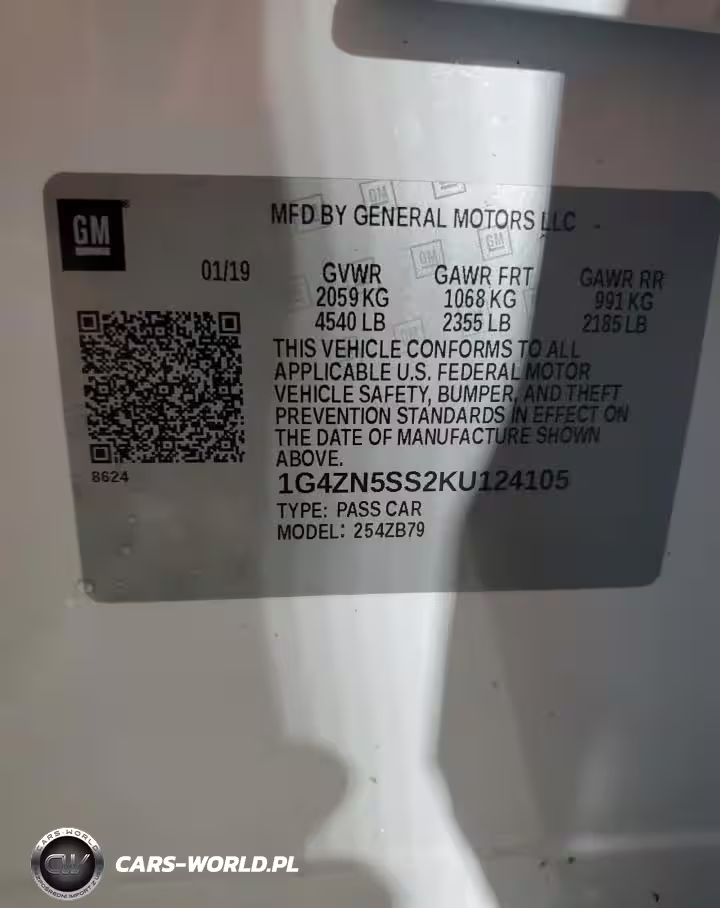 GM
MFD BY GENERAL MOTORS LLC
01/19
GVWR GAWR FRT GAWR RR
2059 KG 1068 KG 991 KG
4540 LB 2355 LB 2185 LB
THIS VEHICLE CONFORMS TO ALL
APPLICABLE U.S. FEDERAL MOTOR
VEHICLE SAFETY, BUMPER, AND THEFT
PREVENTION STANDARDS IN EFFECT ON
THE DATE OF MANUFACTURE SHOWN
ABOVE.
8624
1G4ZN5SS2KU124105
TYPE: PASS CAR
MODEL: 254ZB79
CARS-WORLD
CW
CARS-WORLD.PL